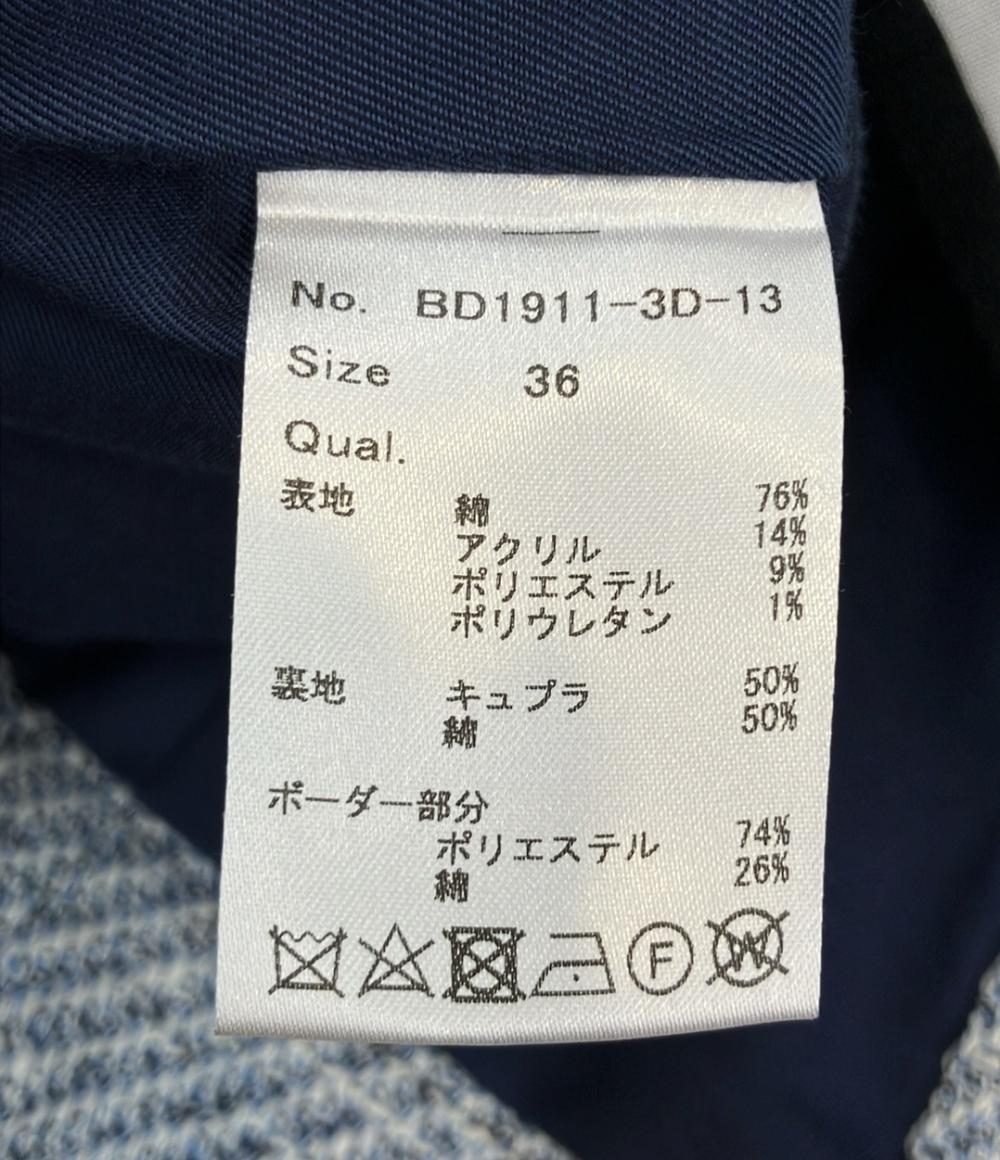 No. BD1911-3D-13
Size 36
Qual.
表地 綿 76%
アクリル 14%
ポリエステル 9%
ポリウレタン 1%
裏地 キュプラ 50%
綿 50%
ボーダー部分
ポリエステル 74%
綿 26%
F W